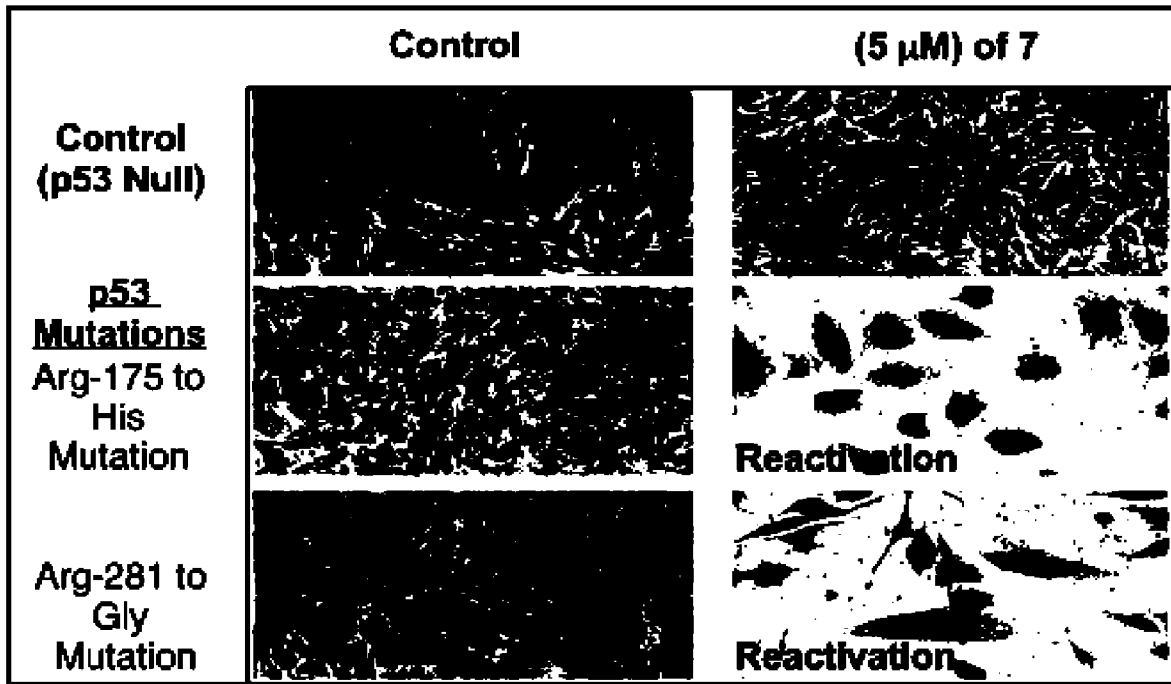 Control
(5 µM) of 7
Control
(p53 Null)
p53
Mutations
Arg-175 to
His
Mutation
Reactivation
Arg-281 to
Gly
Mutation
Reactivation